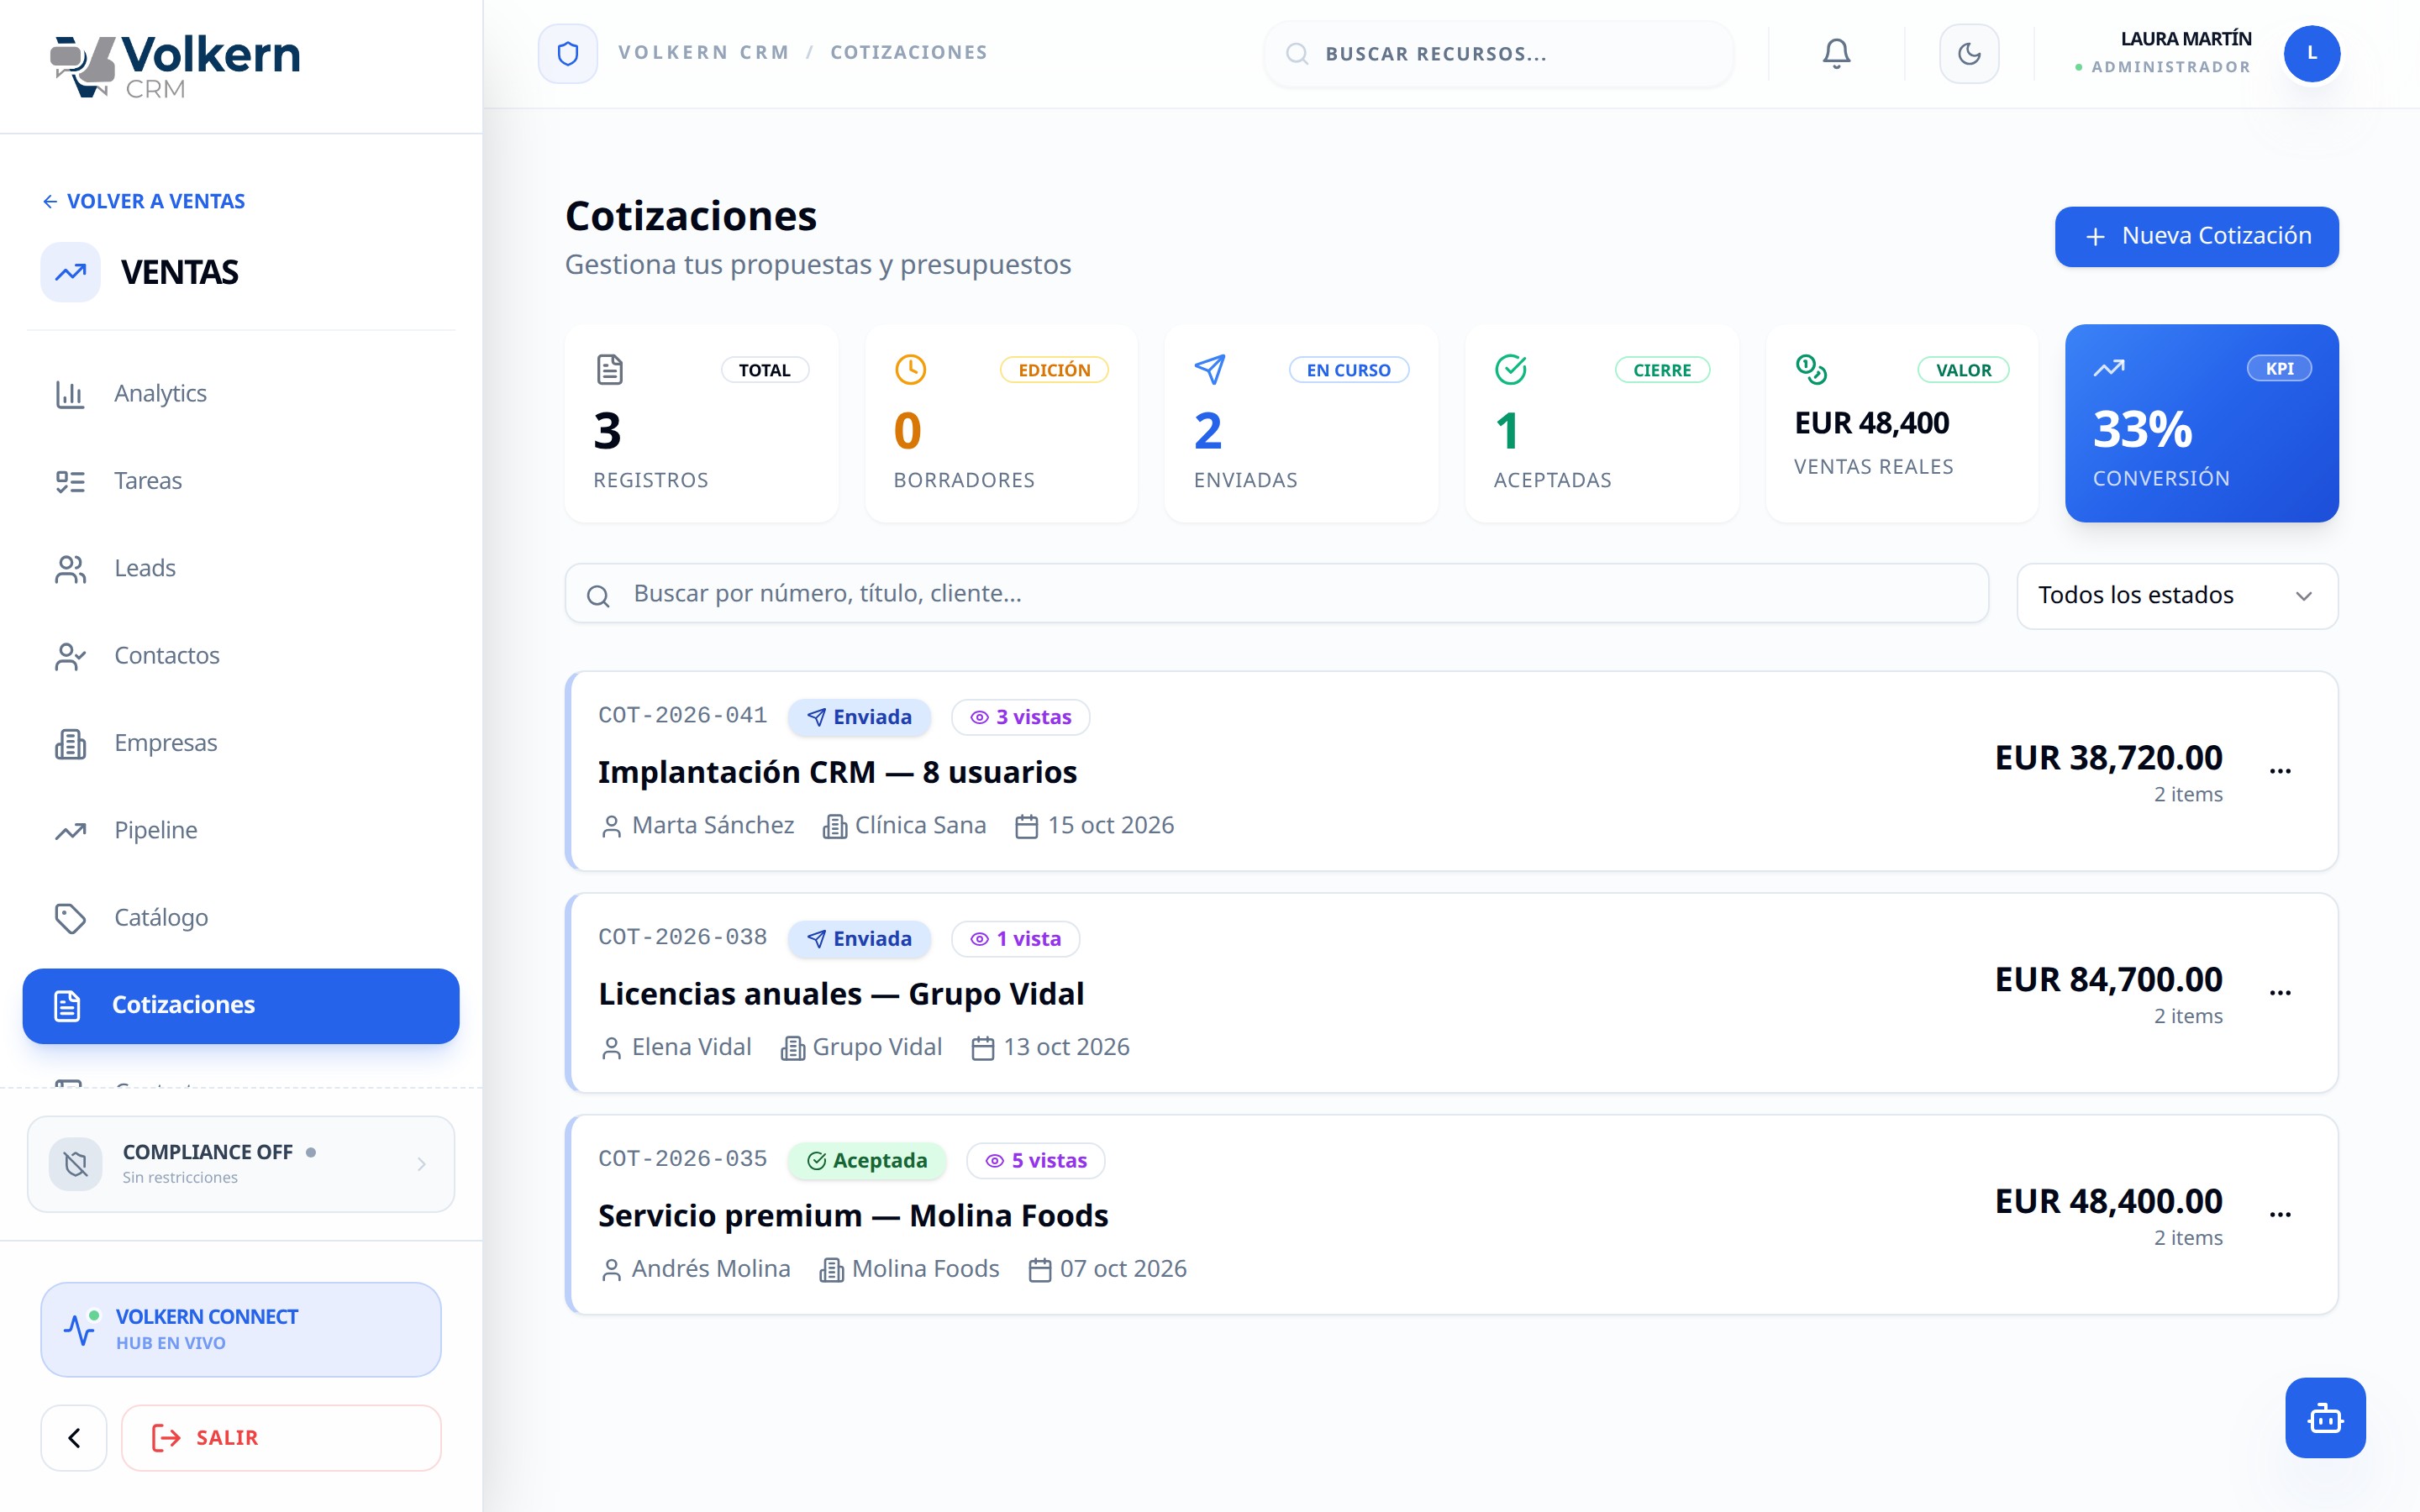 Volkern
CRM
VOLKERN CRM / COTIZACIONES
BUSCAR RECURSOS...
LAURA MARTÍN
ADMINISTRADOR
L
VOLVER A VENTAS
VENTAS
Analytics
Tareas
Leads
Contactos
Empresas
Pipeline
Catálogo
Cotizaciones
COMPLIANCE OFF
Sin restricciones
VOLKERN CONNECT
HUB EN VIVO
SALIR
Cotizaciones
Gestiona tus propuestas y presupuestos
Nueva Cotización
TOTAL
3
REGISTROS
EDICIÓN
0
BORRADORES
EN CURSO
2
ENVIADAS
CIERRE
1
ACEPTADAS
VALOR
EUR 48,400
VENTAS REALES
KPI
33%
CONVERSIÓN
Buscar por número, título, cliente...
Todos los estados
COT-2026-041 Enviada 3 vistas
Implantación CRM — 8 usuarios
Marta Sánchez Clínica Sana 15 oct 2026
EUR 38,720.00
2 items
...
COT-2026-038 Enviada 1 vista
Licencias anuales — Grupo Vidal
Elena Vidal Grupo Vidal 13 oct 2026
EUR 84,700.00
2 items
...
COT-2026-035 Aceptada 5 vistas
Servicio premium — Molina Foods
Andrés Molina Molina Foods 07 oct 2026
EUR 48,400.00
2 items
...